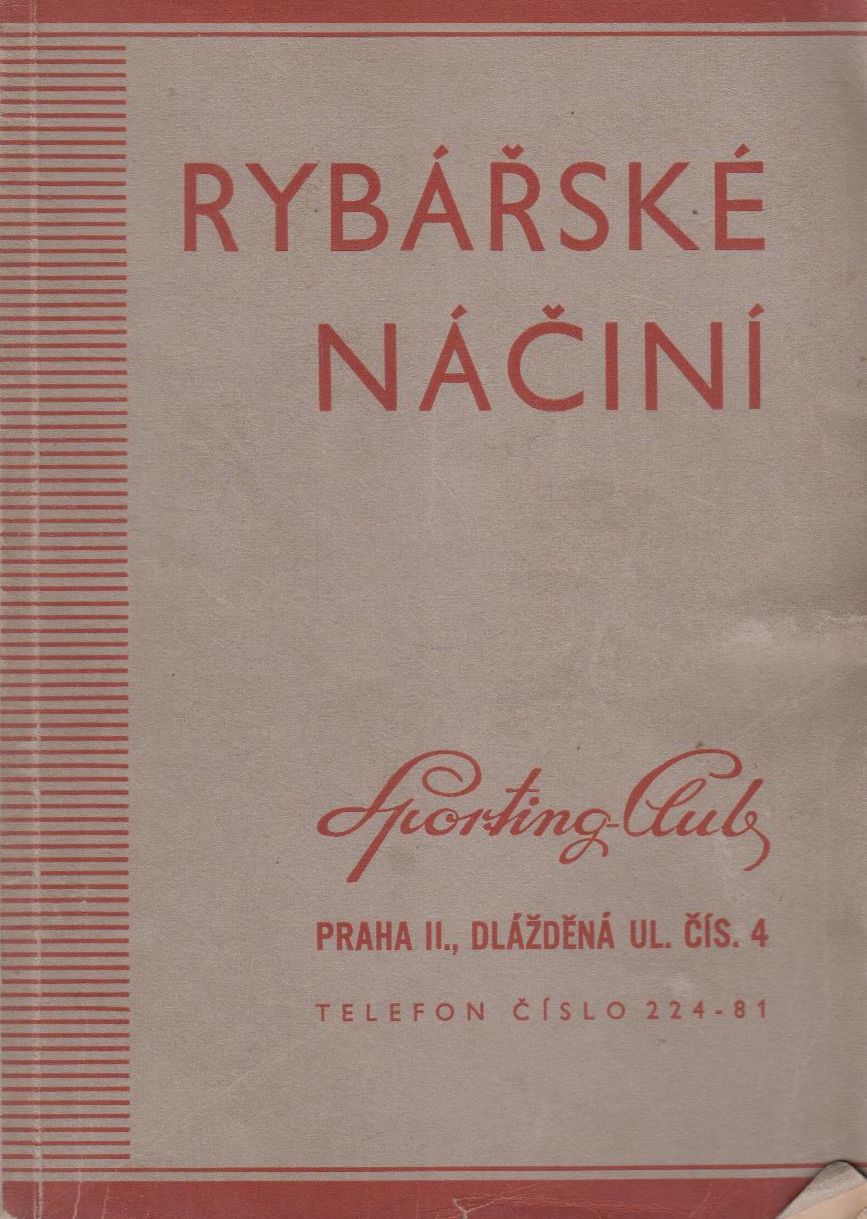 RYBÁŘSKÉ
NÁČINÍ
Sporting-Club
PRAHA II., DLÁŽDĚNÁ UL. ČÍS. 4
TELEFON ČÍSLO 224-81